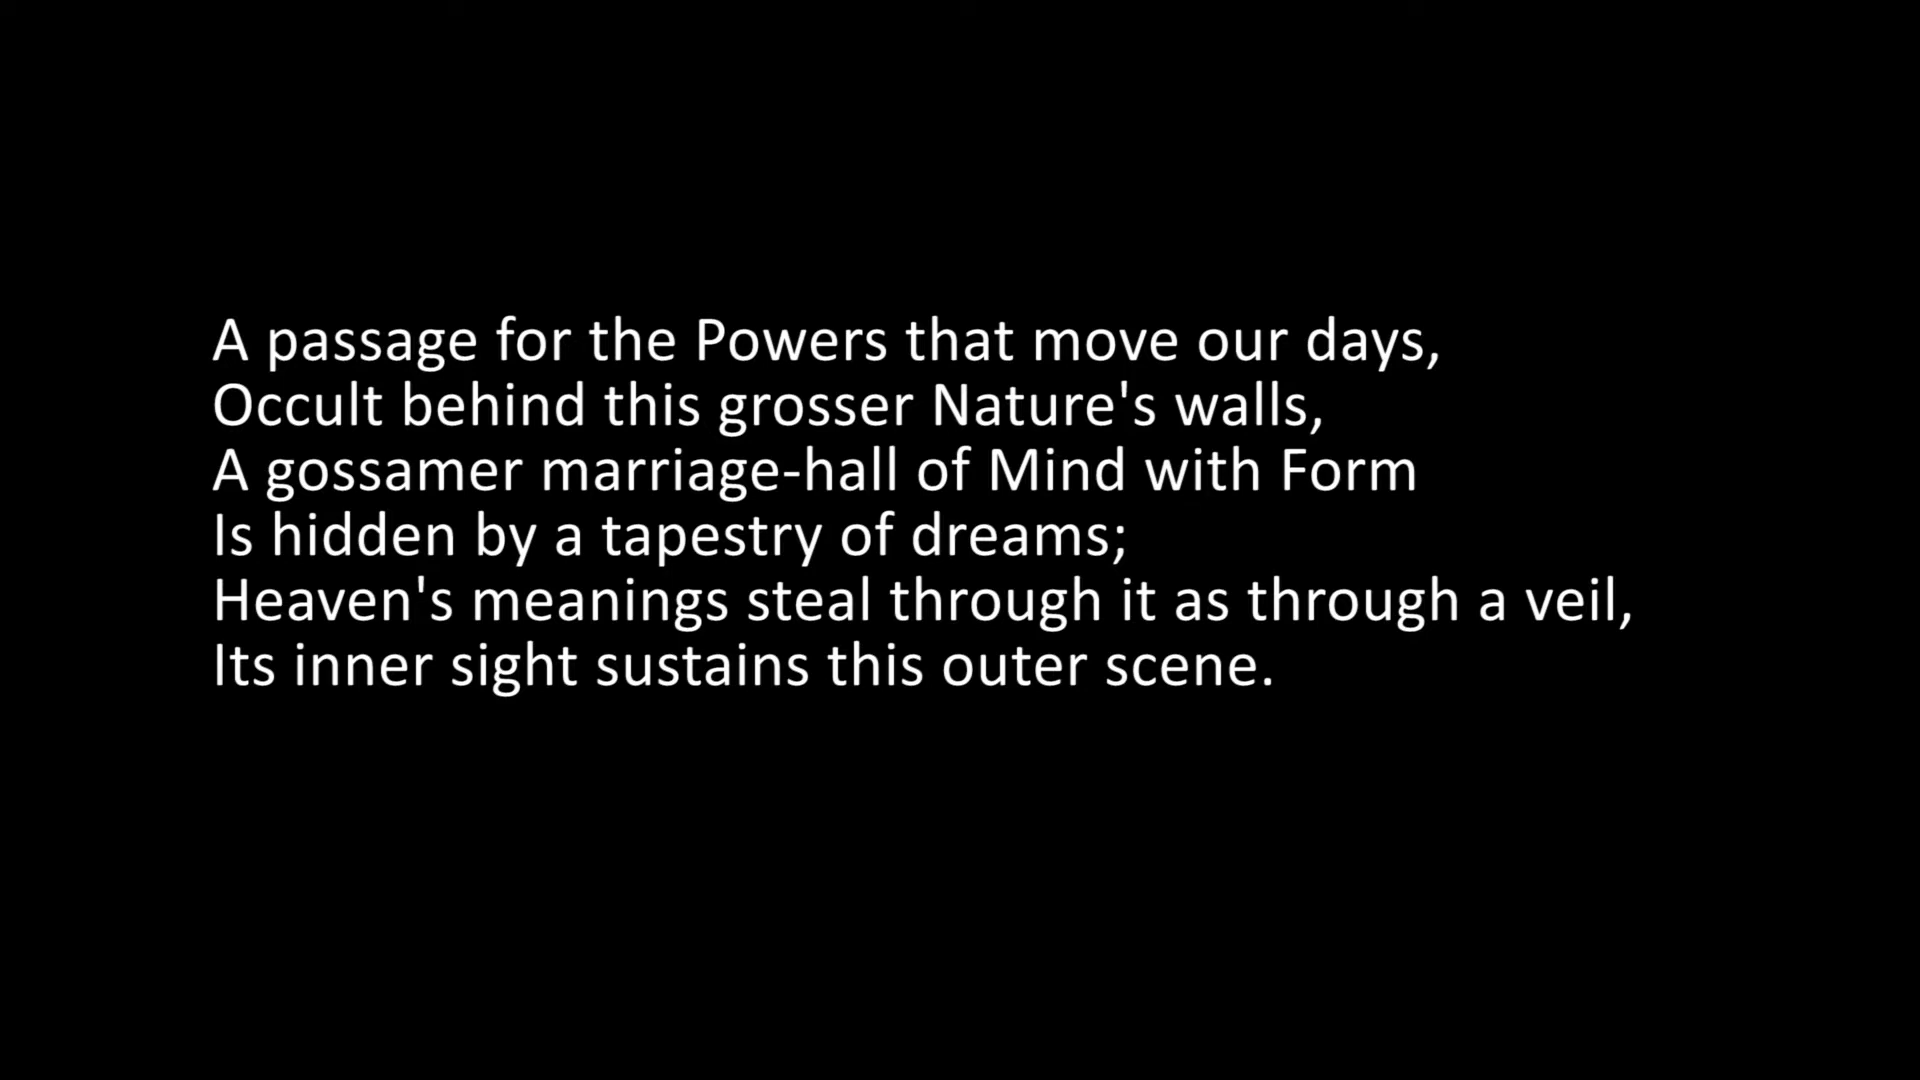 A passage for the Powers that move our days,
Occult behind this grosser Nature's walls,
A gossamer marriage-hall of Mind with Form
Is hidden by a tapestry of dreams;
Heaven's meanings steal through it as through a veil,
Its inner sight sustains this outer scene.